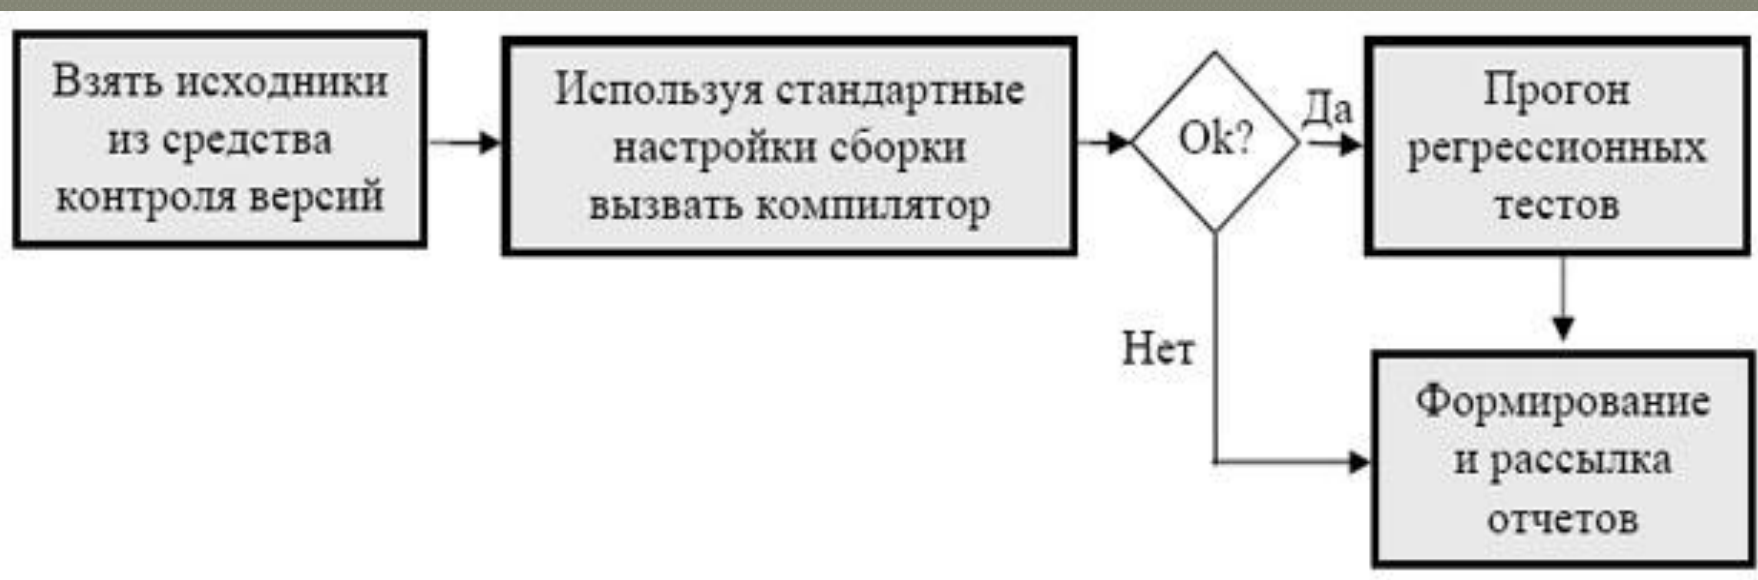 Взять исходники
из средства
контроля версий
Используя стандартные
настройки сборки
вызвать компилятор
Ok?
Да
Прогон
регрессионных
тестов
Нет
Формирование
и рассылка
отчетов